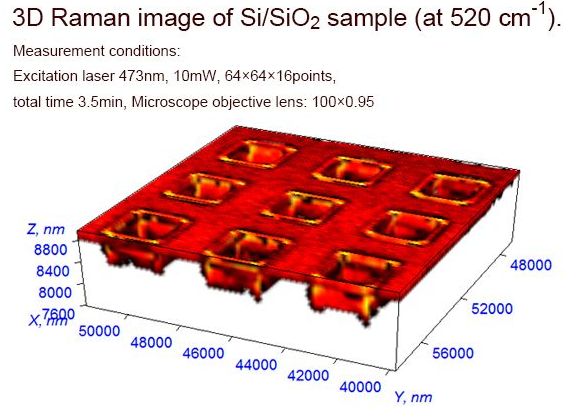 3D Raman image of Si/SiO2 sample (at 520 cm-1).
Measurement conditions:
Excitation laser 473nm, 10mW, 64×64×16points,
total time 3.5min, Microscope objective lens: 100×0.95
Z, nm
8800
8400
8000
7600
X, nm
50000
48000
46000
44000
42000
40000
Y, nm
56000
52000
48000